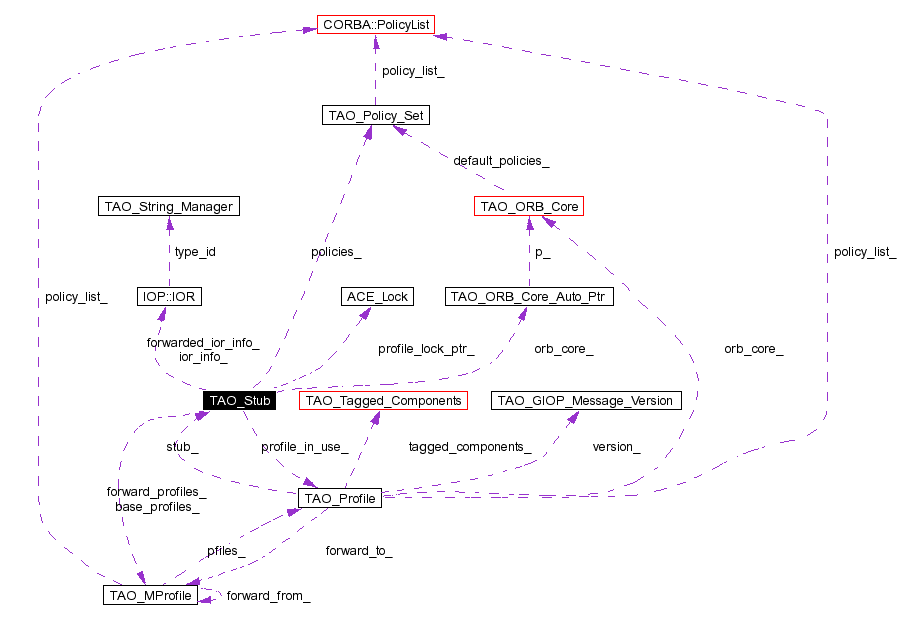 CORBA::PolicyList
policy_list_
TAO_Policy_Set
default_policies_
TAO_String_Manager
TAO_ORB_Core
type_id
policies_
p_
policy_list_
policy_list_
IOP::IOR
ACE_Lock
TAO_ORB_Core_Auto_Ptr
forwarded_ior_info_
ior_info_
profile_lock_ptr_
orb_core_
orb_core_
TAO_Stub
TAO_Tagged_Components
TAO_GIOP_Message_Version
stub_
profile_in_use_
tagged_components_
version_
forward_profiles_
base_profiles_
TAO_Profile
pfiles_
forward_to_
TAO_MProfile
forward_from_